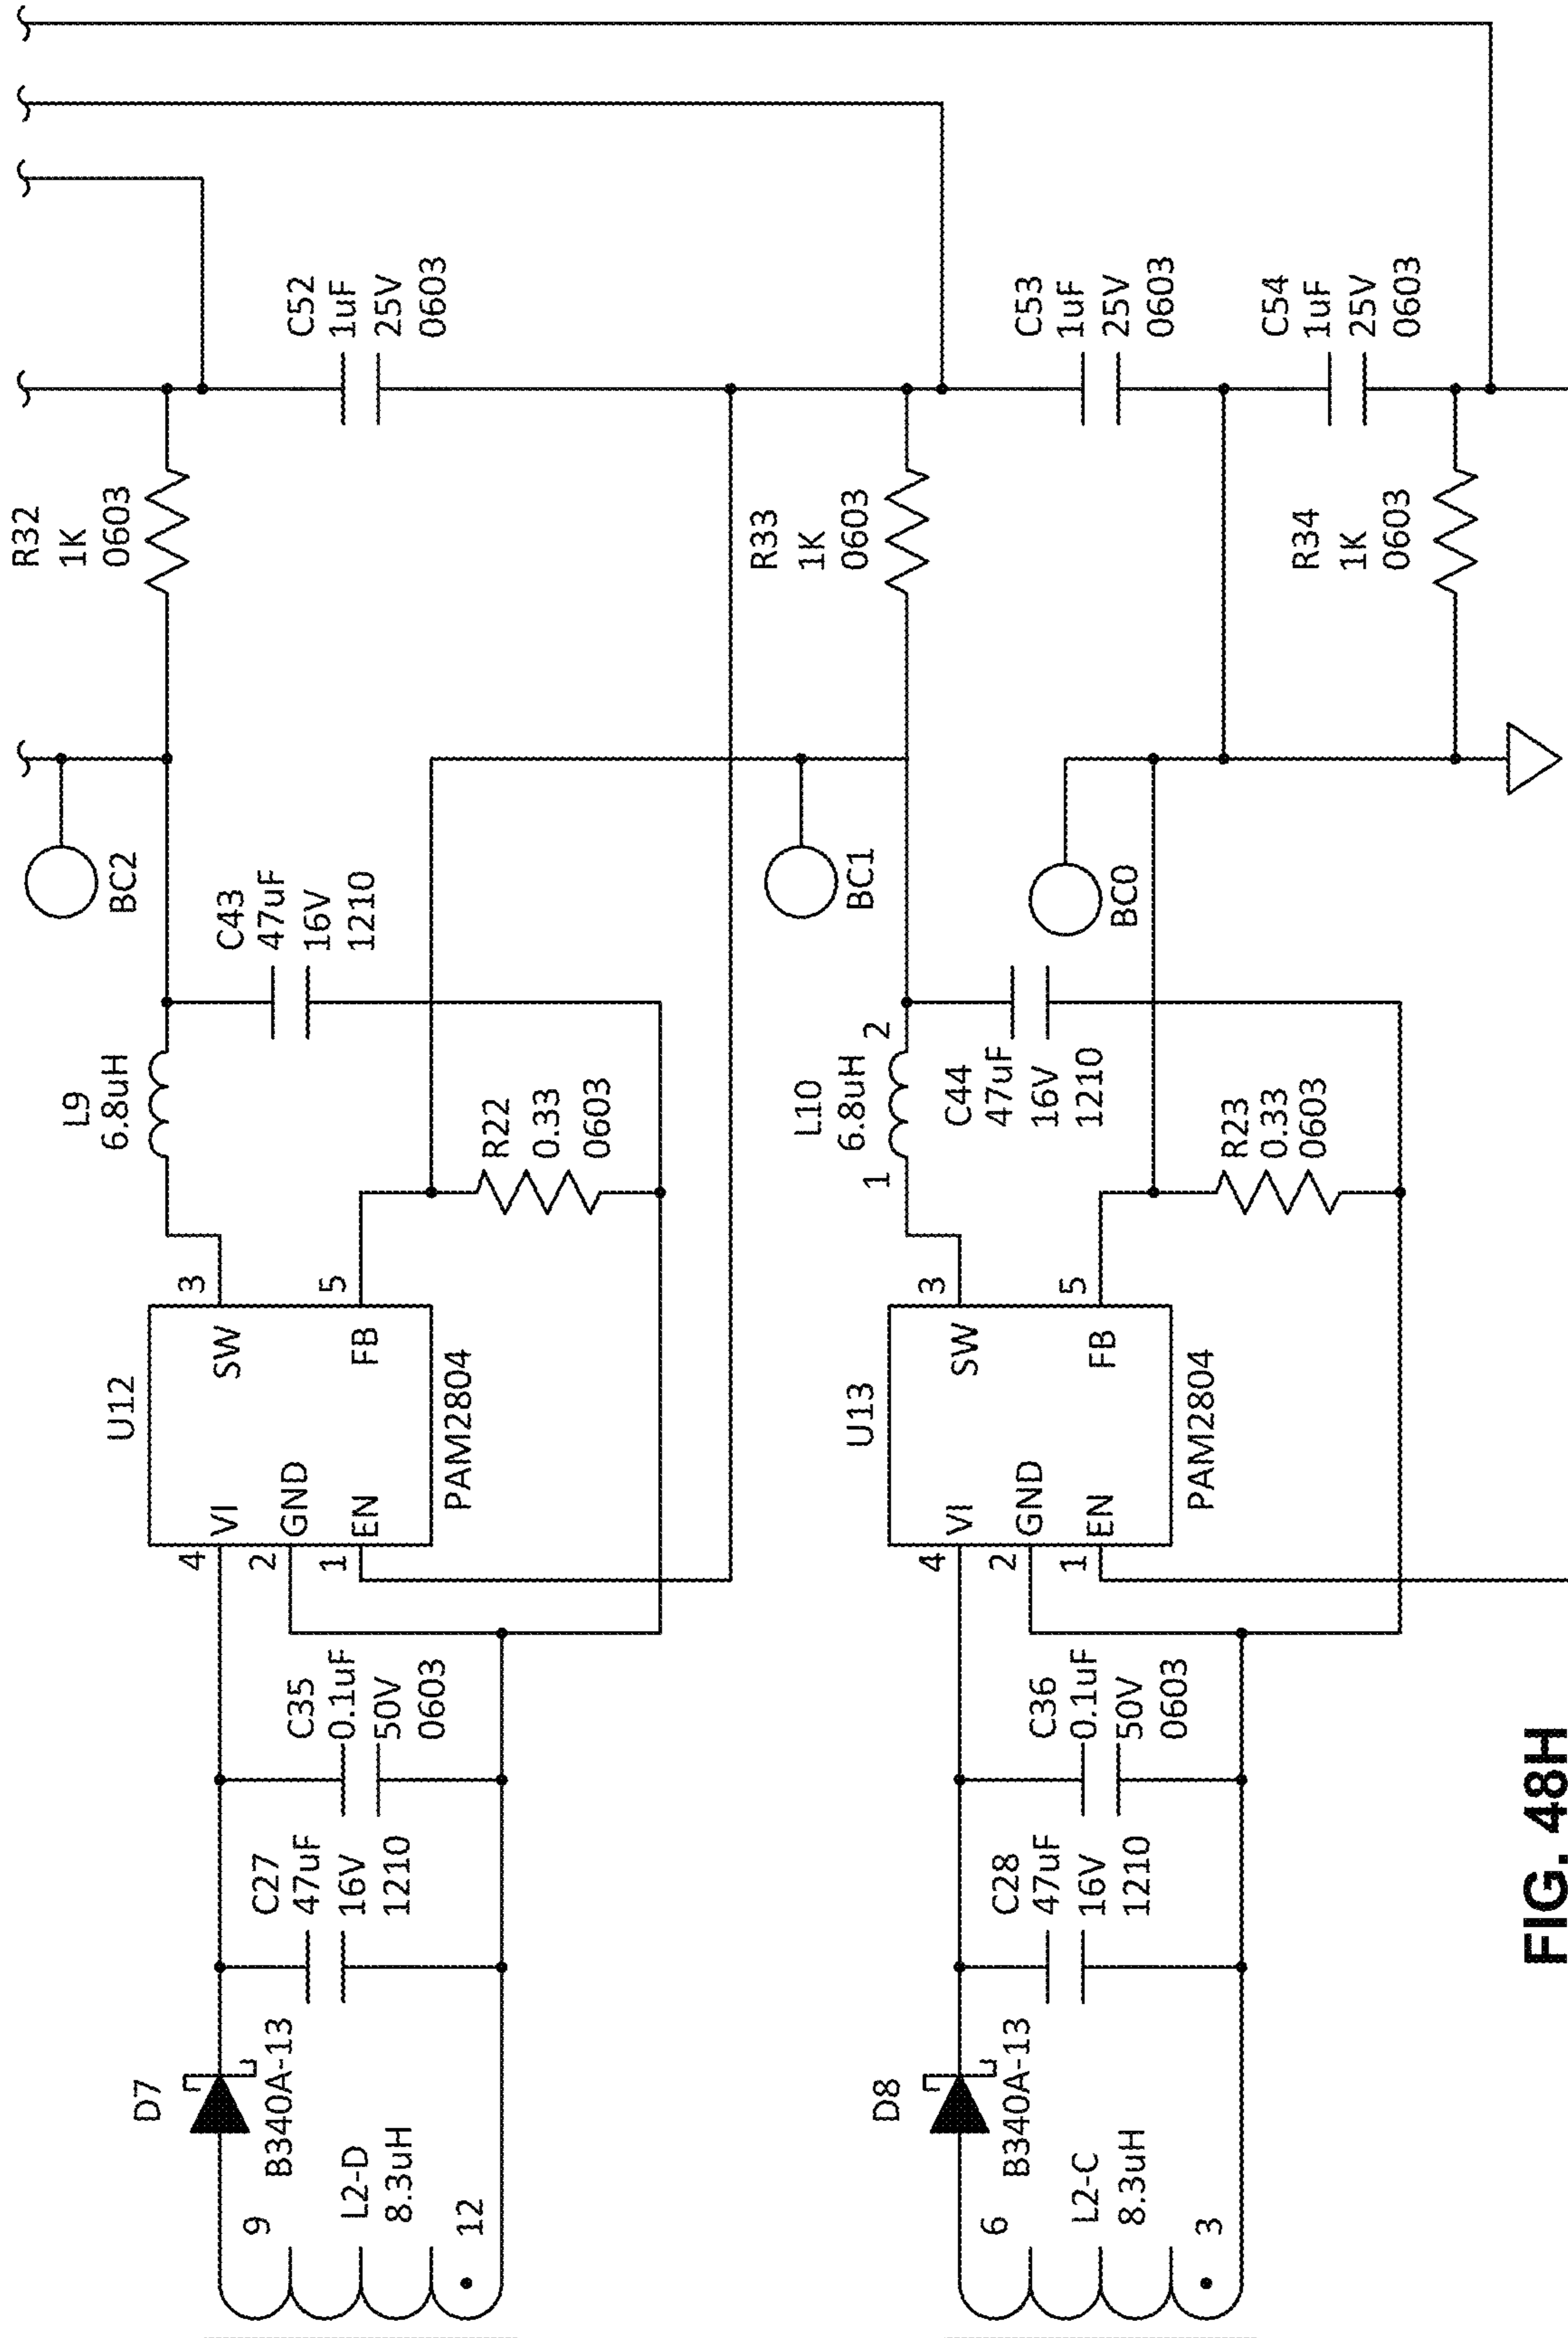 R32
1K
0603
C52
1uF
25V
0603
BC2
L9
6.8uH
C43
47uF
16V
1210
R22
0.33
0603
U12
3
SW
5
FB
4
VI
2
GND
1
EN
PAM2804
C35
0.1uF
50V
0603
C27
47uF
16V
1210
D7
B340A-13
L2-D
8.3uH
9
12
R33
1K
0603
C53
1uF
25V
0603
C54
1uF
25V
0603
R34
1K
0603
BC1
BC0
L10
6.8uH
1
2
C44
47uF
16V
1210
R23
0.33
0603
U13
3
SW
5
FB
4
VI
2
GND
1
EN
PAM2804
C36
0.1uF
50V
0603
C28
47uF
16V
1210
D8
B340A-13
L2-C
8.3uH
6
3
FIG. 48H